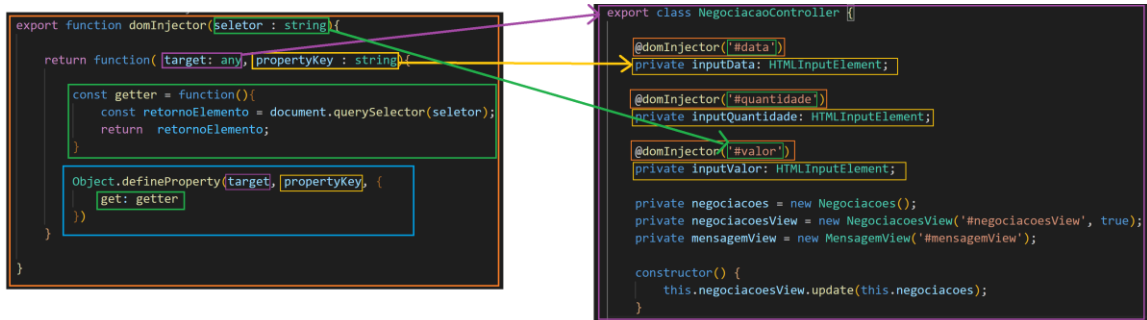 export function domInjector(seletor : string){
return function( target: any, propertyKey : string){
const getter = function(){
const retornoElemento = document.querySelector(seletor);
return retornoElemento;
}
Object.defineProperty(target, propertyKey, {
get: getter
})
}
}
export class NegociacaoController {
@domInjector('#data')
private inputData: HTMLInputElement;
@domInjector('#quantidade')
private inputQuantidade: HTMLInputElement;
@domInjector('#valor')
private inputValor: HTMLInputElement;
private negociacoes = new Negociacoes();
private negociacoesView = new NegociacoesView('#negociacoesView', true);
private mensagemView = new MensagemView('#mensagemView');
constructor() {
this.negociacoesView.update(this.negociacoes);
}